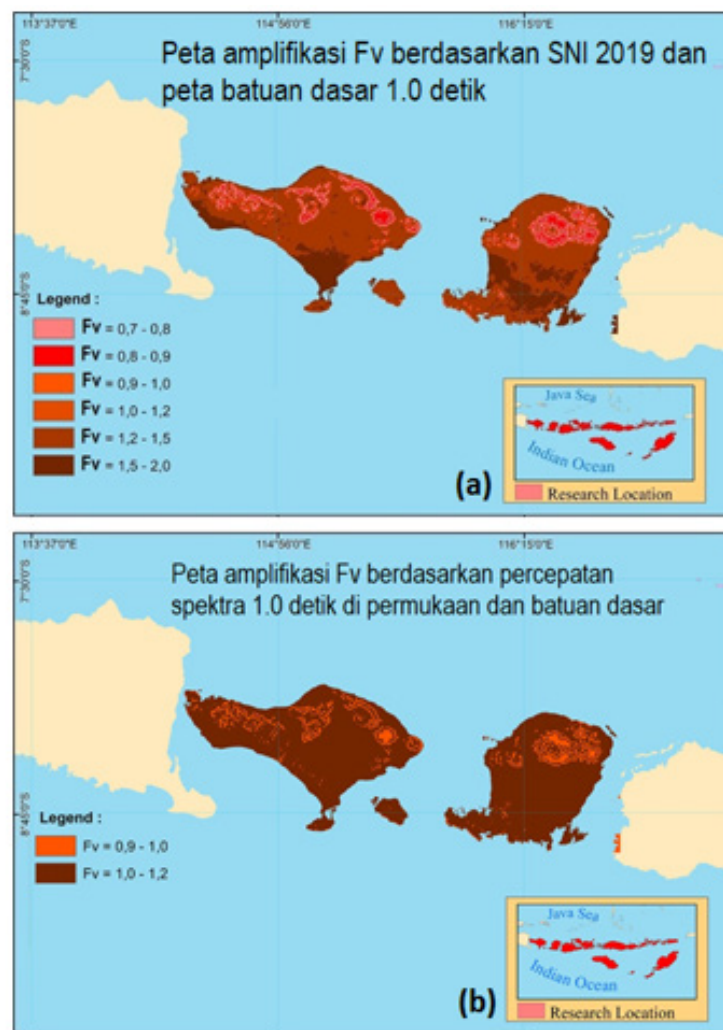 113°37'0"E
114°56'0"E
116°15'0"E
7°30'0"S
Peta amplifikasi Fv berdasarkan SNI 2019 dan
peta batuan dasar 1.0 detik
8°45'0"S
Legend :
Fv = 0,7 - 0,8
Fv = 0,8 - 0,9
Fv = 0,9 - 1,0
Fv = 1,0 - 1,2
Fv = 1,2 - 1,5
Fv = 1,5 - 2,0
(a)
Java Sea
Indian Ocean
Research Location
113°37'0"E
114°56'0"E
116°15'0"E
7°30'0"S
Peta amplifikasi Fv berdasarkan percepatan
spektra 1.0 detik di permukaan dan batuan dasar
8°45'0"S
Legend :
Fv = 0,9 - 1,0
Fv = 1,0 - 1,2
(b)
Java Sea
Indian Ocean
Research Location